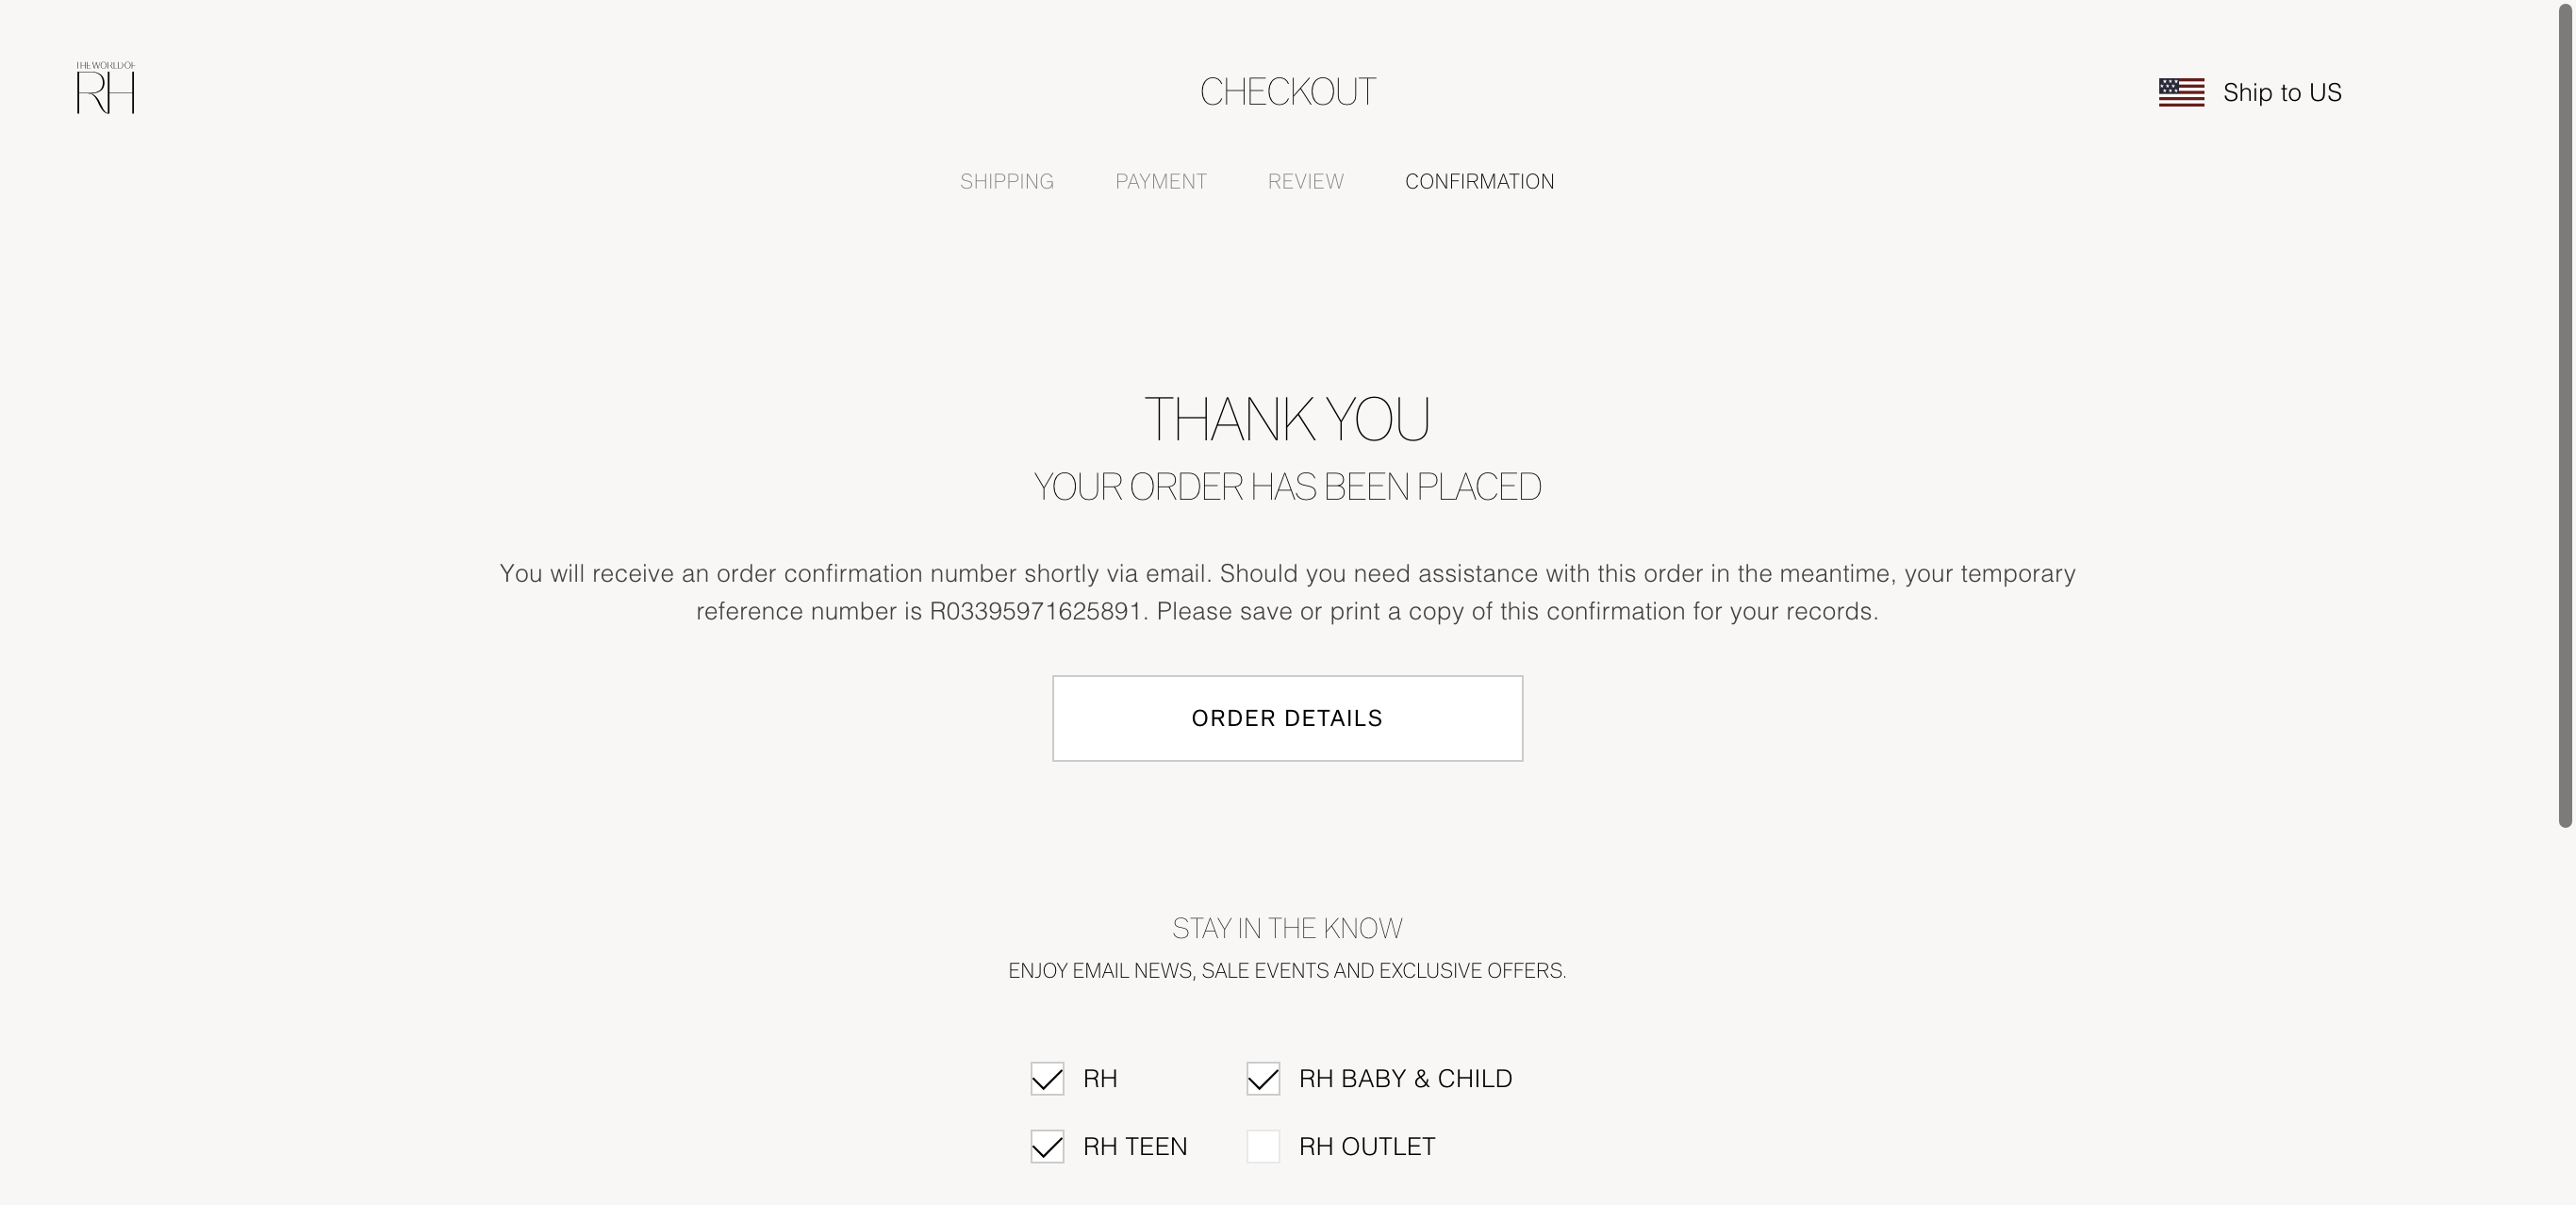 THE WORLD OF
RH
CHECKOUT
Ship to US
SHIPPING PAYMENT REVIEW CONFIRMATION
THANK YOU
YOUR ORDER HAS BEEN PLACED
You will receive an order confirmation number shortly via email. Should you need assistance with this order in the meantime, your temporary
reference number is R03395971625891. Please save or print a copy of this confirmation for your records.
ORDER DETAILS
STAY IN THE KNOW
ENJOY EMAIL NEWS, SALE EVENTS AND EXCLUSIVE OFFERS.
RH RH BABY & CHILD
RH TEEN RH OUTLET